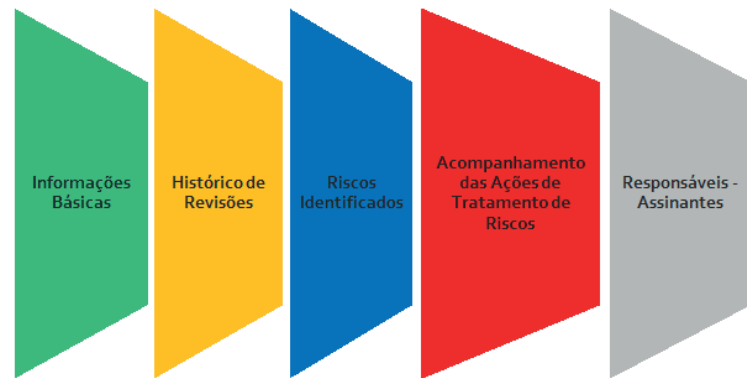 Informações
Básicas
Histórico de
Revisões
Riscos
Identificados
Acompanhamento
das Ações de
Tratamento de
Riscos
Responsáveis -
Assinantes